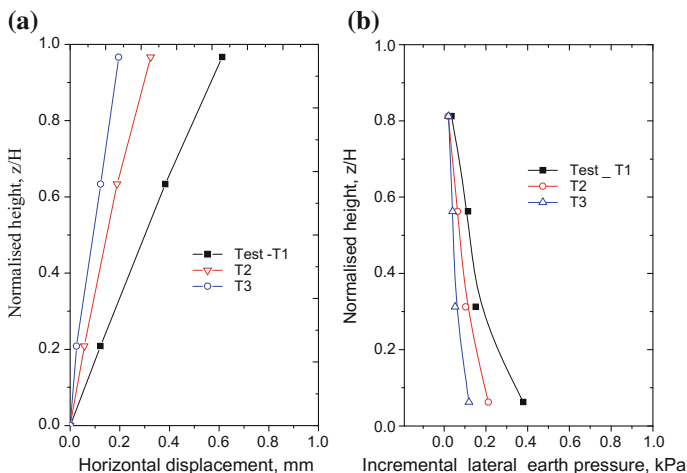 (a)
1.0
0.8
0.6
0.4
0.2
0.0
Normalised height, z/H
Test -T1
T2
T3
0.0 0.2 0.4 0.6 0.8 1.0
Horizontal displacement, mm
(b)
1.0
0.8
0.6
0.4
0.2
0.0
Normalised height, z/H
Test _ T1
T2
T3
0.0 0.2 0.4 0.6 0.8 1.0
Incremental lateral earth pressure, kPa